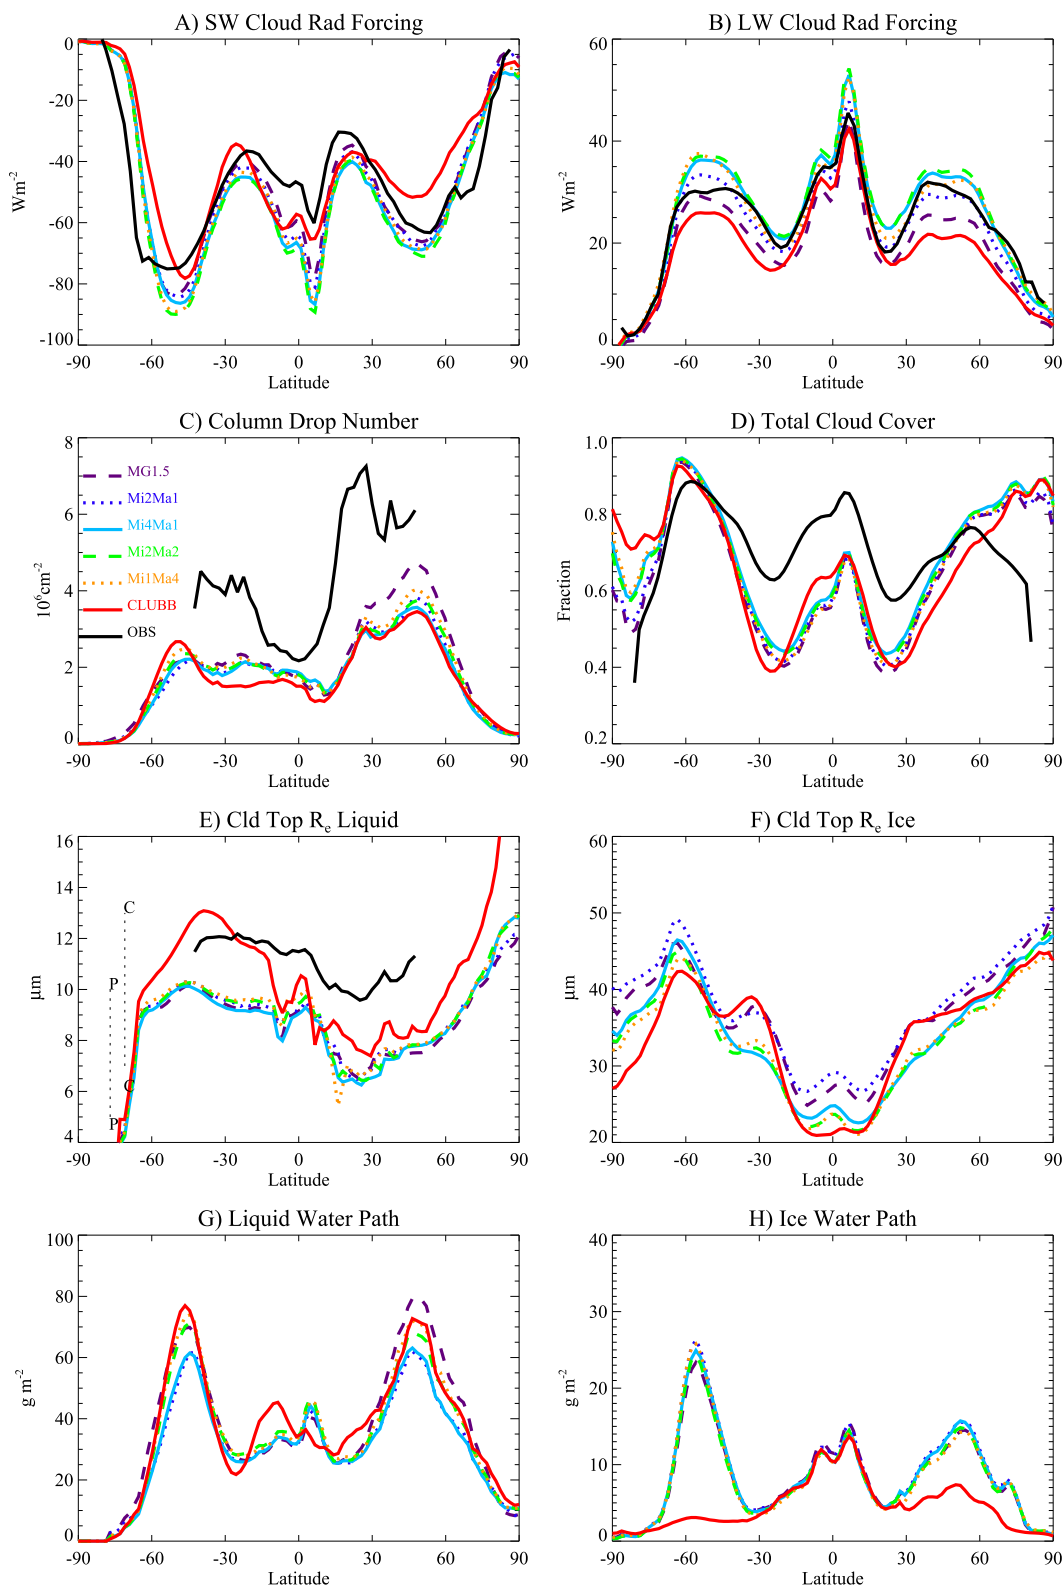 A) SW Cloud Rad Forcing
0
-20
-40
-60
-80
-100
Wm-2
-90 -60 -30 0 30 60 90
Latitude
B) LW Cloud Rad Forcing
60
40
20
0
Wm-2
-90 -60 -30 0 30 60 90
Latitude
C) Column Drop Number
8
6
4
2
0
10^6cm-2
MG1.5
Mi2Ma1
Mi4Ma1
Mi2Ma2
Mi1Ma4
CLUBB
OBS
-90 -60 -30 0 30 60 90
Latitude
D) Total Cloud Cover
1.0
0.8
0.6
0.4
0.2
Fraction
-90 -60 -30 0 30 60 90
Latitude
E) Cld Top Re Liquid
16
14
12
10
8
6
4
µm
C
P
C
P
-90 -60 -30 0 30 60 90
Latitude
F) Cld Top Re Ice
60
50
40
30
20
µm
-90 -60 -30 0 30 60 90
Latitude
G) Liquid Water Path
100
80
60
40
20
0
g m-2
-90 -60 -30 0 30 60 90
Latitude
H) Ice Water Path
40
30
20
10
0
g m-2
-90 -60 -30 0 30 60 90
Latitude